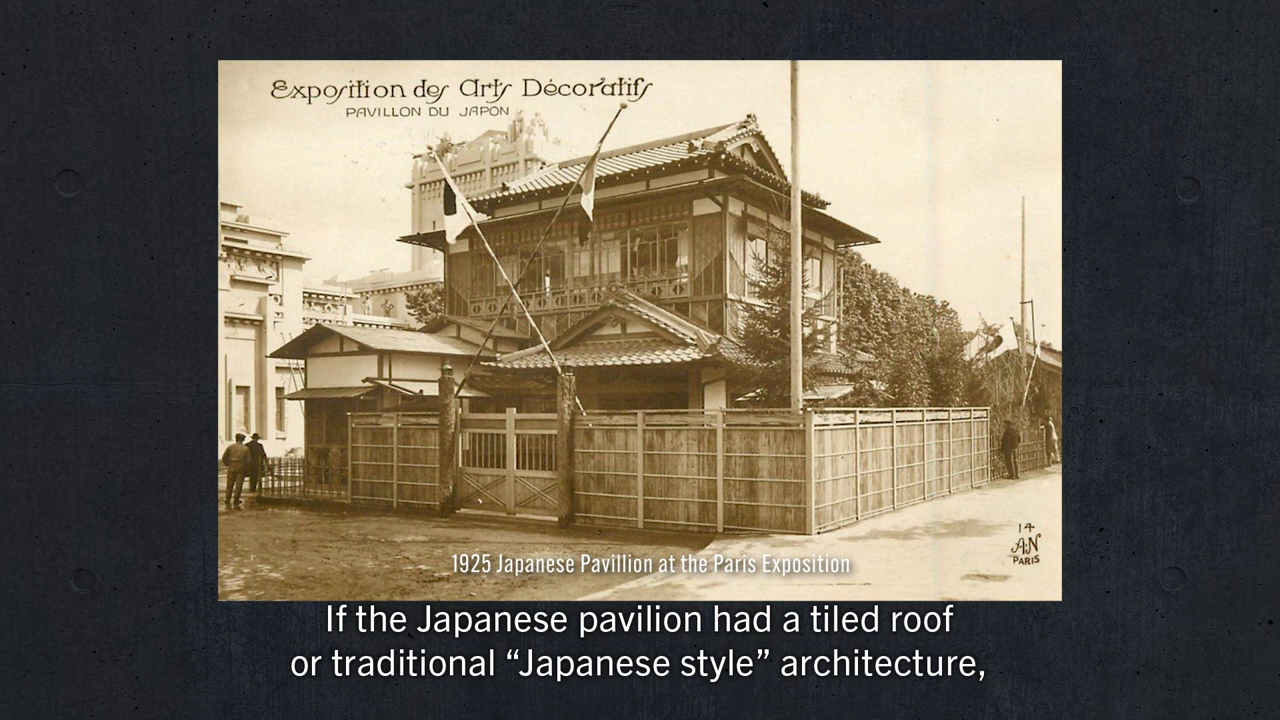 Exposition des Arts Décoratifs
PAVILLON DU JAPON
14
A·N
PARIS
1925 Japanese Pavillion at the Paris Exposition
If the Japanese pavilion had a tiled roof
or traditional “Japanese style” architecture,